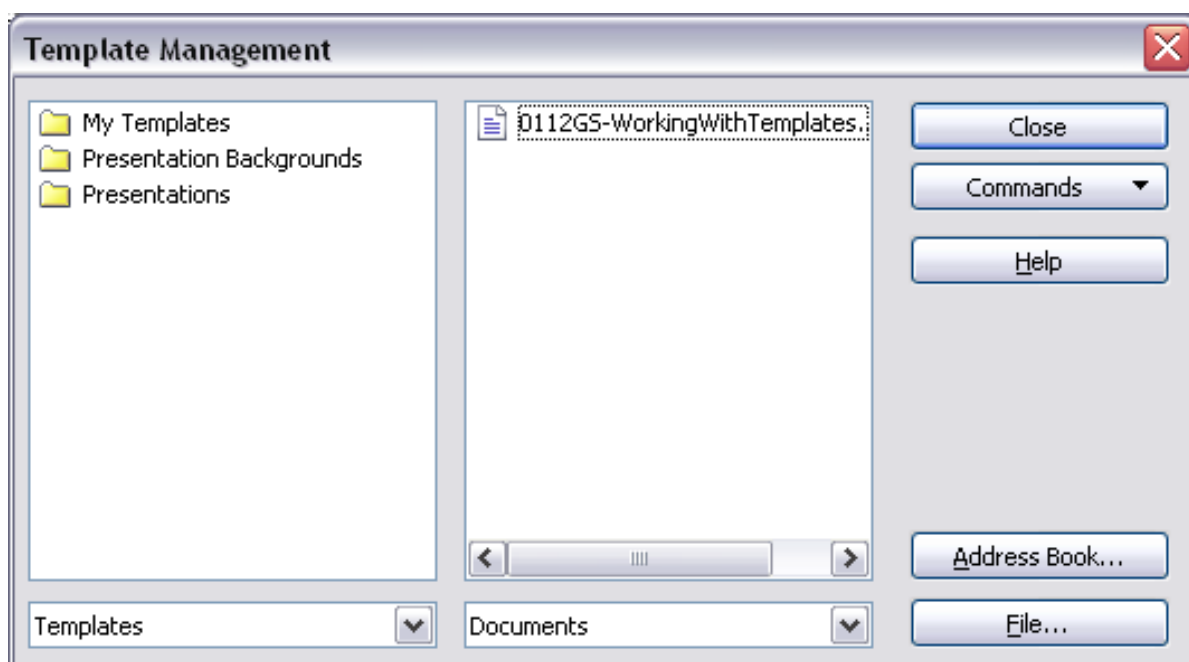 Template Management
My Templates
Presentation Backgrounds
Presentations
0112GS-WorkingWithTemplates.
Close
Commands
Help
Address Book...
Templates
Documents
File...